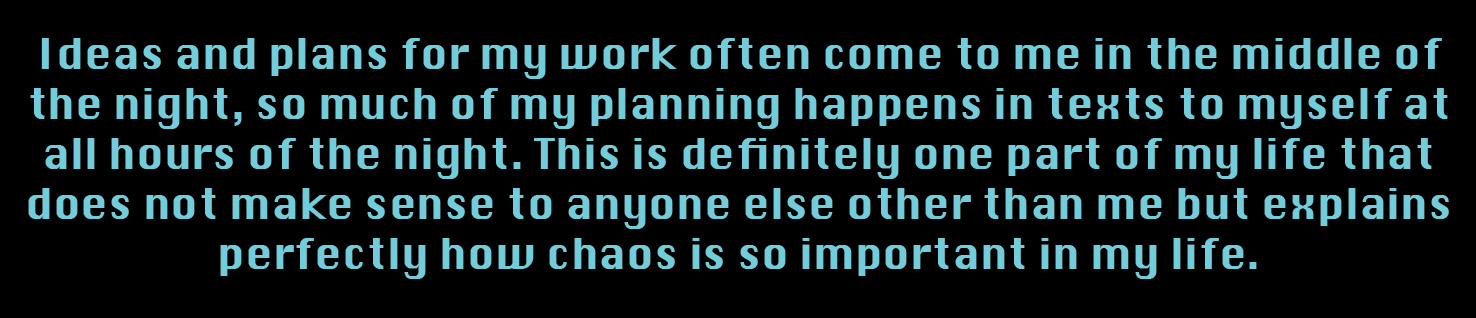 Ideas and plans for my work often come to me in the middle of
the night, so much of my planning happens in texts to myself at
all hours of the night. This is definitely one part of my life that
does not make sense to anyone else other than me but explains
perfectly how chaos is so important in my life.